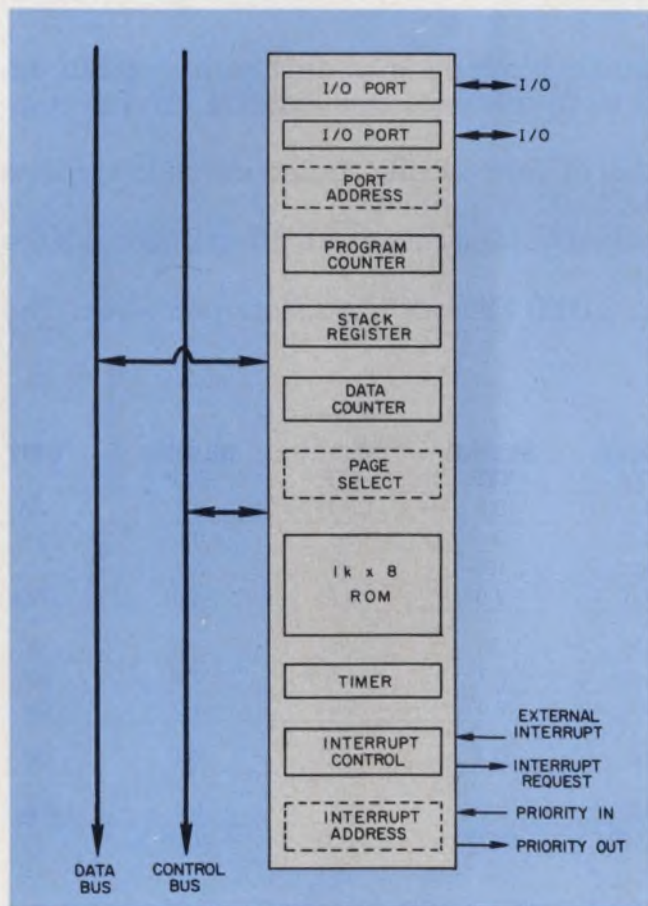 I/O PORT
I/O
I/O PORT
I/O
PORT
ADDRESS
PROGRAM
COUNTER
STACK
REGISTER
DATA
COUNTER
PAGE
SELECT
1k x 8
ROM
TIMER
INTERRUPT
CONTROL
EXTERNAL
INTERRUPT
INTERRUPT
REQUEST
INTERRUPT
ADDRESS
PRIORITY IN
PRIORITY OUT
DATA
BUS
CONTROL
BUS